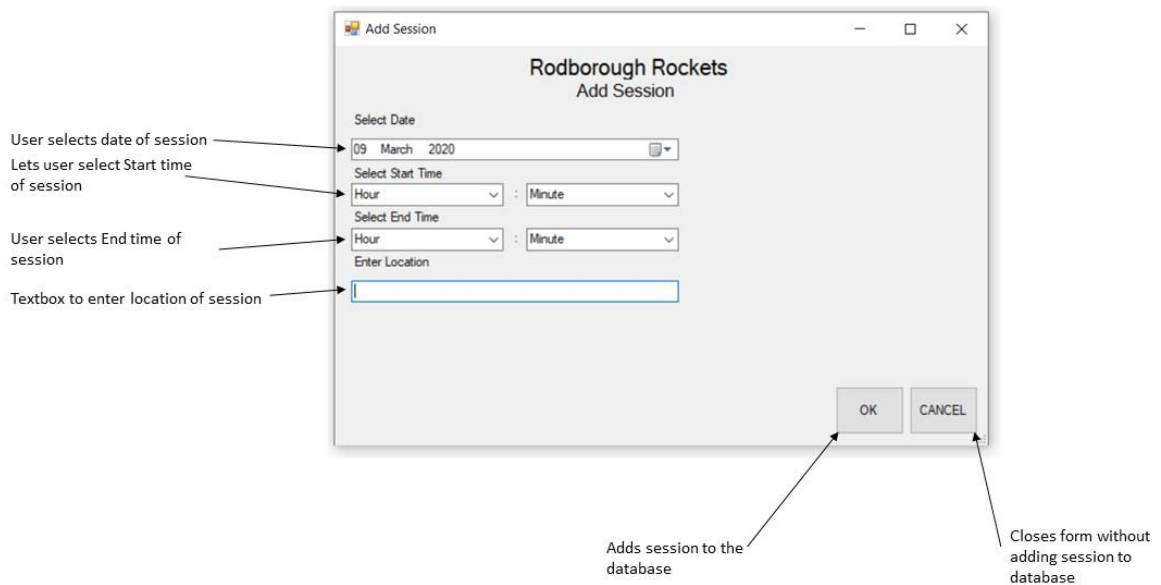 Add Session
Rodborough Rockets
Add Session
Select Date
User selects date of session
09 March 2020
Lets user select Start time
of session
Select Start Time
Hour : Minute
Select End Time
User selects End time of
session
Hour : Minute
Enter Location
Textbox to enter location of session
OK CANCEL
Adds session to the
database
Closes form without
adding session to
database